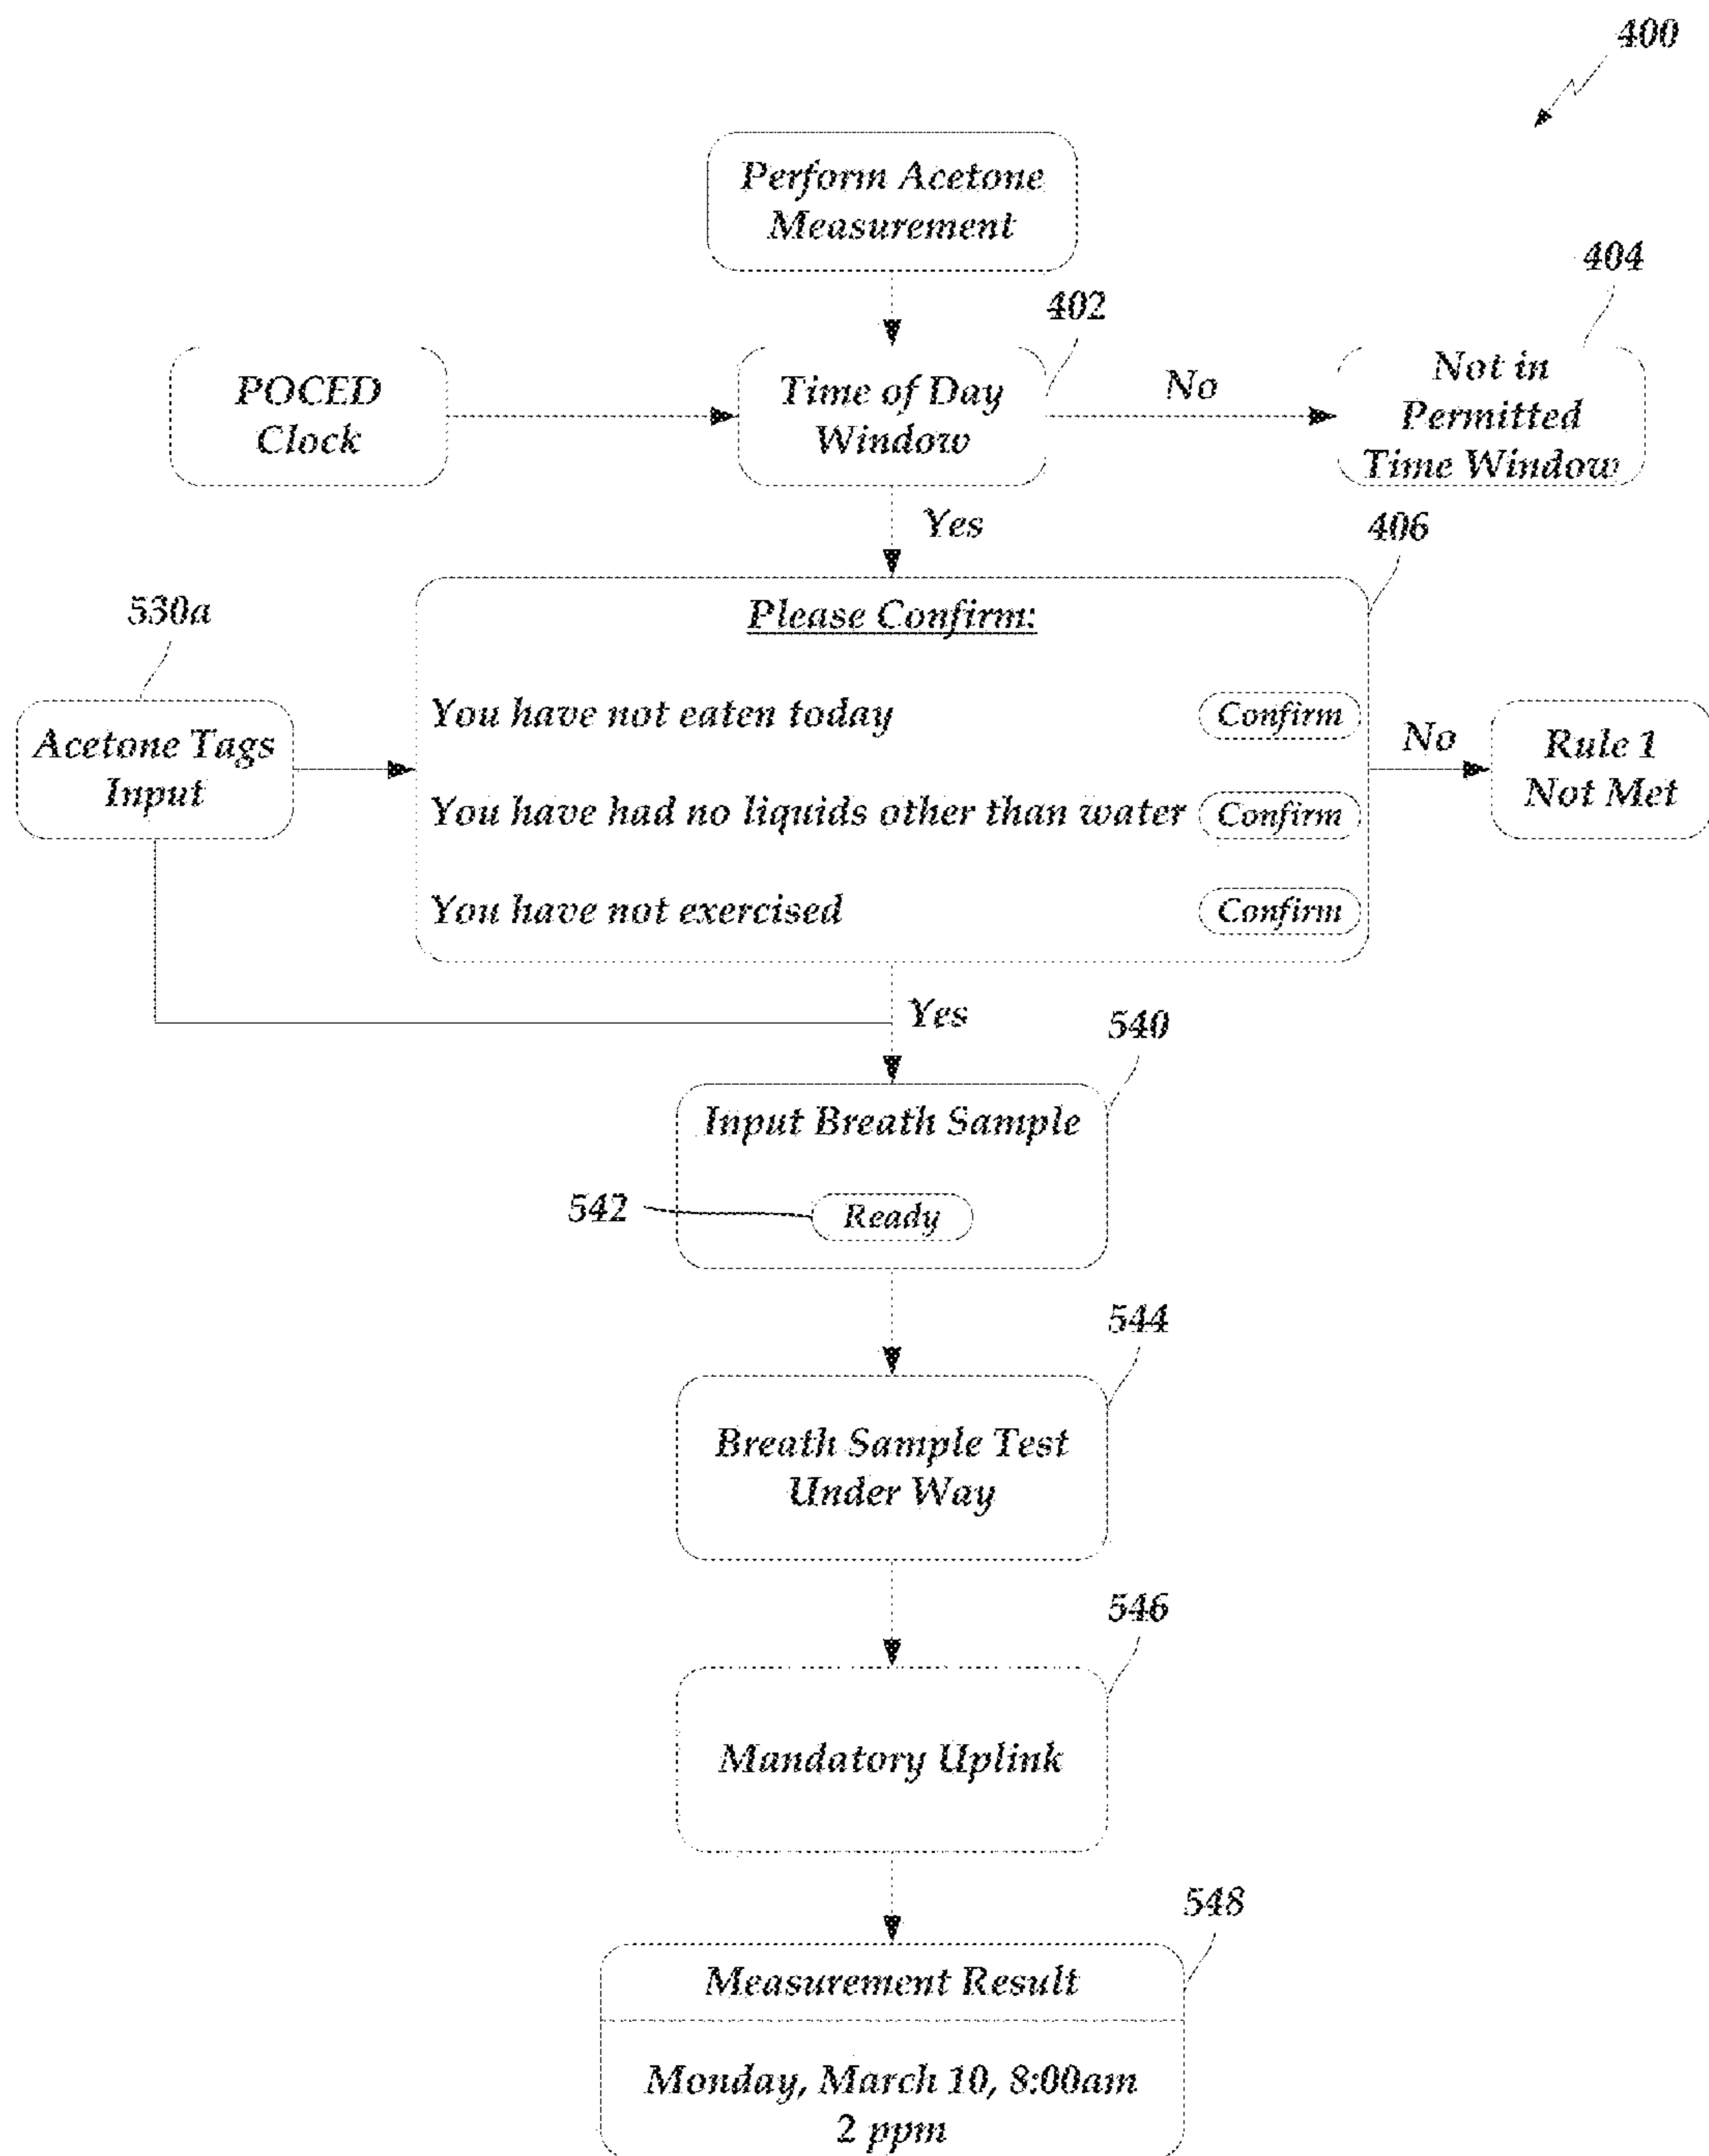 400
Perform Acetone
Measurement
402
404
POCED
Clock
Time of Day
Window
No
Not in
Permitted
Time Window
Yes
406
530a
Please Confirm:
Acetone Tags
Input
You have not eaten today
Confirm
You have had no liquids other than water
Confirm
You have not exercised
Confirm
No
Rule 1
Not Met
Yes
540
Input Breath Sample
542
Ready
544
Breath Sample Test
Under Way
546
Mandatory Uplink
548
Measurement Result
Monday, March 10, 8:00am
2 ppm